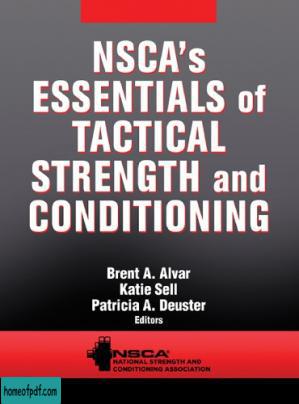 NSCA's
ESSENTIALS of
TACTICAL
STRENGTH and
CONDITIONING
Brent A. Alvar
Katie Sell
Patricia A. Deuster
Editors
NSCA
NATIONAL STRENGTH AND
CONDITIONING ASSOCIATION
homeofpdf.com